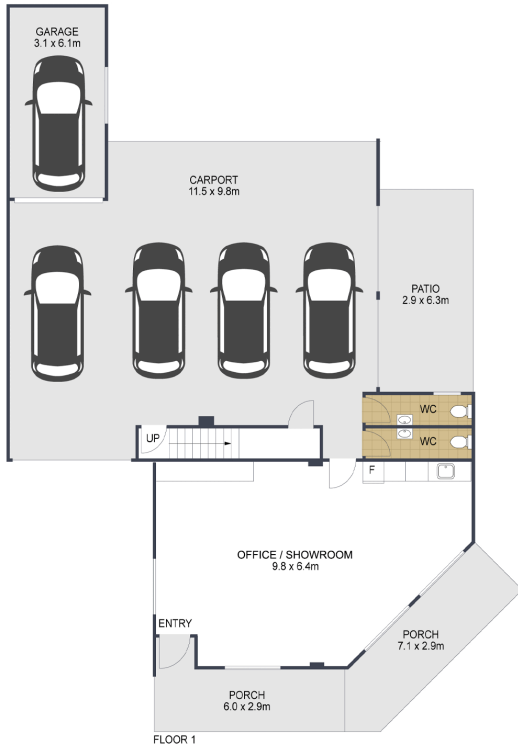 GARAGE
3.1 x 6.1m
CARPORT
11.5 x 9.8m
PATIO
2.9 x 6.3m
WC
UP
WC
F
OFFICE / SHOWROOM
9.8 x 6.4m
ENTRY
PORCH
7.1 x 2.9m
PORCH
6.0 x 2.9m
FLOOR 1